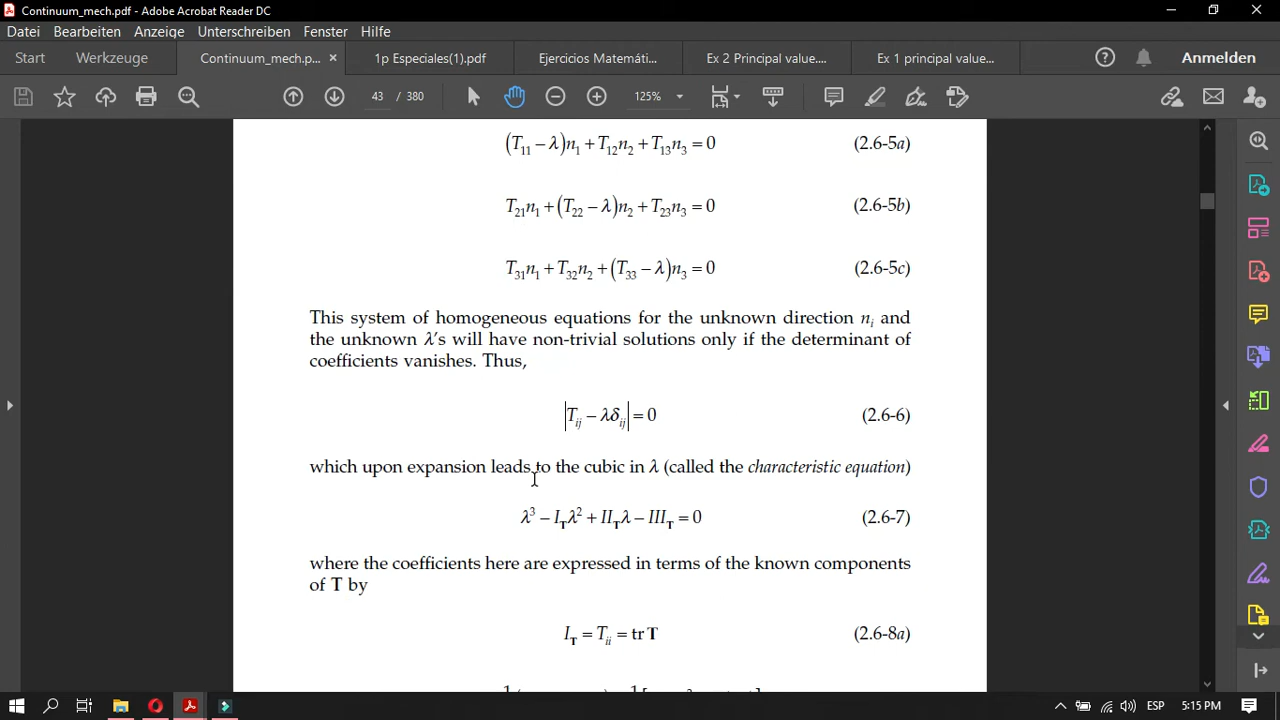 Continuum_mech.pdf - Adobe Acrobat Reader DC
Datei Bearbeiten Anzeige Unterschreiben Fenster Hilfe
Start Werkzeuge Continuum_mech.p... × 1p Especiales(1).pdf Ejercicios Matemáti... Ex 2 Principal value.... Ex 1 principal value... Anmelden
43 / 380 125%
(T₁₁ − λ)n₁ + T₁₂n₂ + T₁₃n₃ = 0 (2.6-5a)
T₂₁n₁ + (T₂₂ − λ)n₂ + T₂₃n₃ = 0 (2.6-5b)
T₃₁n₁ + T₃₂n₂ + (T₃₃ − λ)n₃ = 0 (2.6-5c)
This system of homogeneous equations for the unknown direction nᵢ and
the unknown λ's will have non-trivial solutions only if the determinant of
coefficients vanishes. Thus,
|Tᵢⱼ − λδᵢⱼ| = 0 (2.6-6)
which upon expansion leads to the cubic in λ (called the characteristic equation)
λ³ − I_Tλ² + II_Tλ − III_T = 0 (2.6-7)
where the coefficients here are expressed in terms of the known components
of T by
I_T = Tᵢᵢ = tr T (2.6-8a)
ESP 5:15 PM